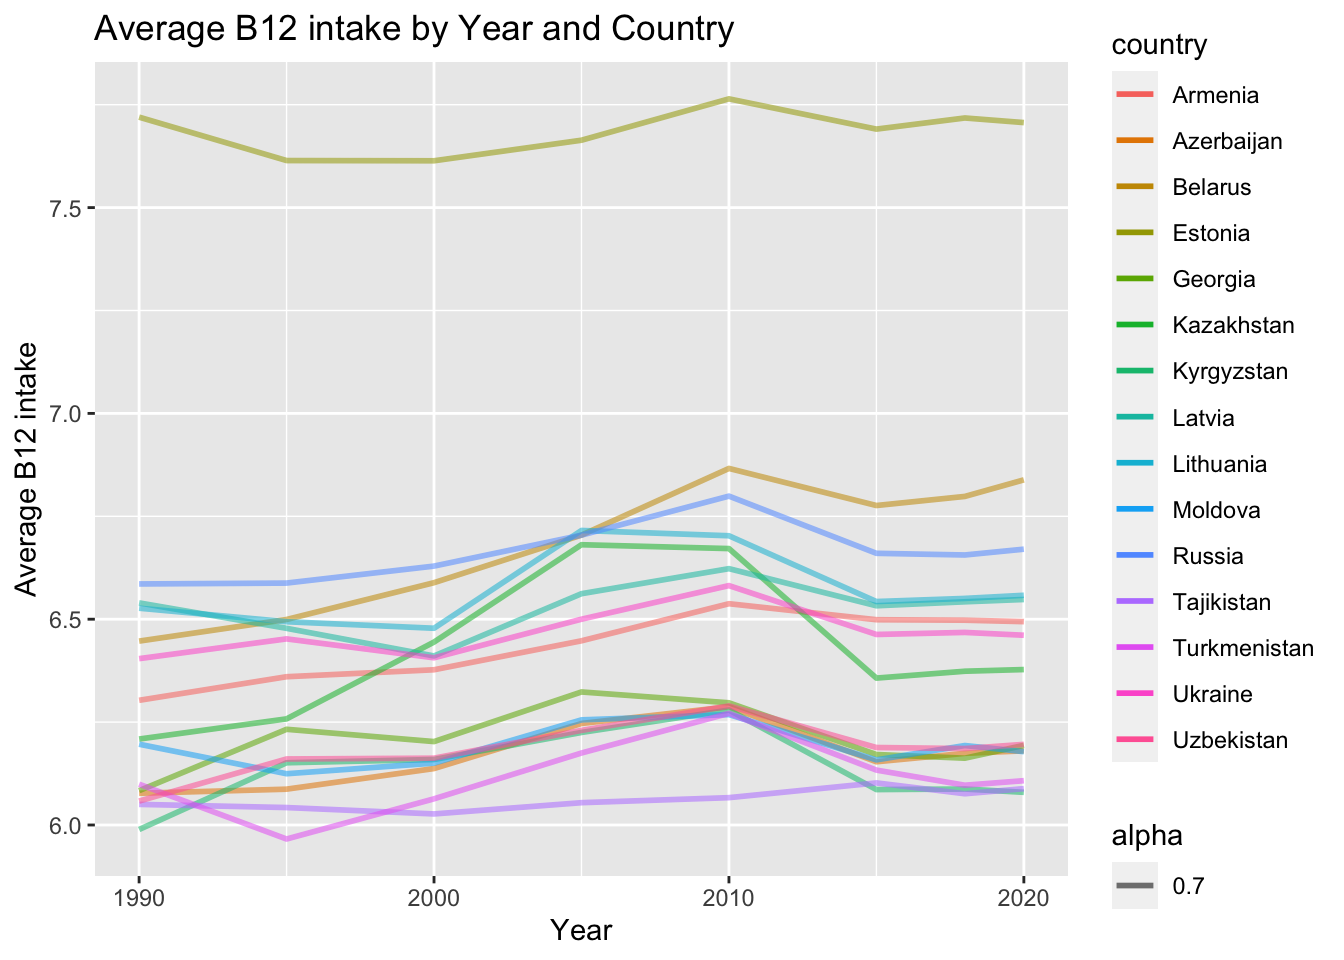 Average B12 intake by Year and Country
Average B12 intake
7.5
7.0
6.5
6.0
1990
2000
2010
2020
Year
country
Armenia
Azerbaijan
Belarus
Estonia
Georgia
Kazakhstan
Kyrgyzstan
Latvia
Lithuania
Moldova
Russia
Tajikistan
Turkmenistan
Ukraine
Uzbekistan
alpha
0.7